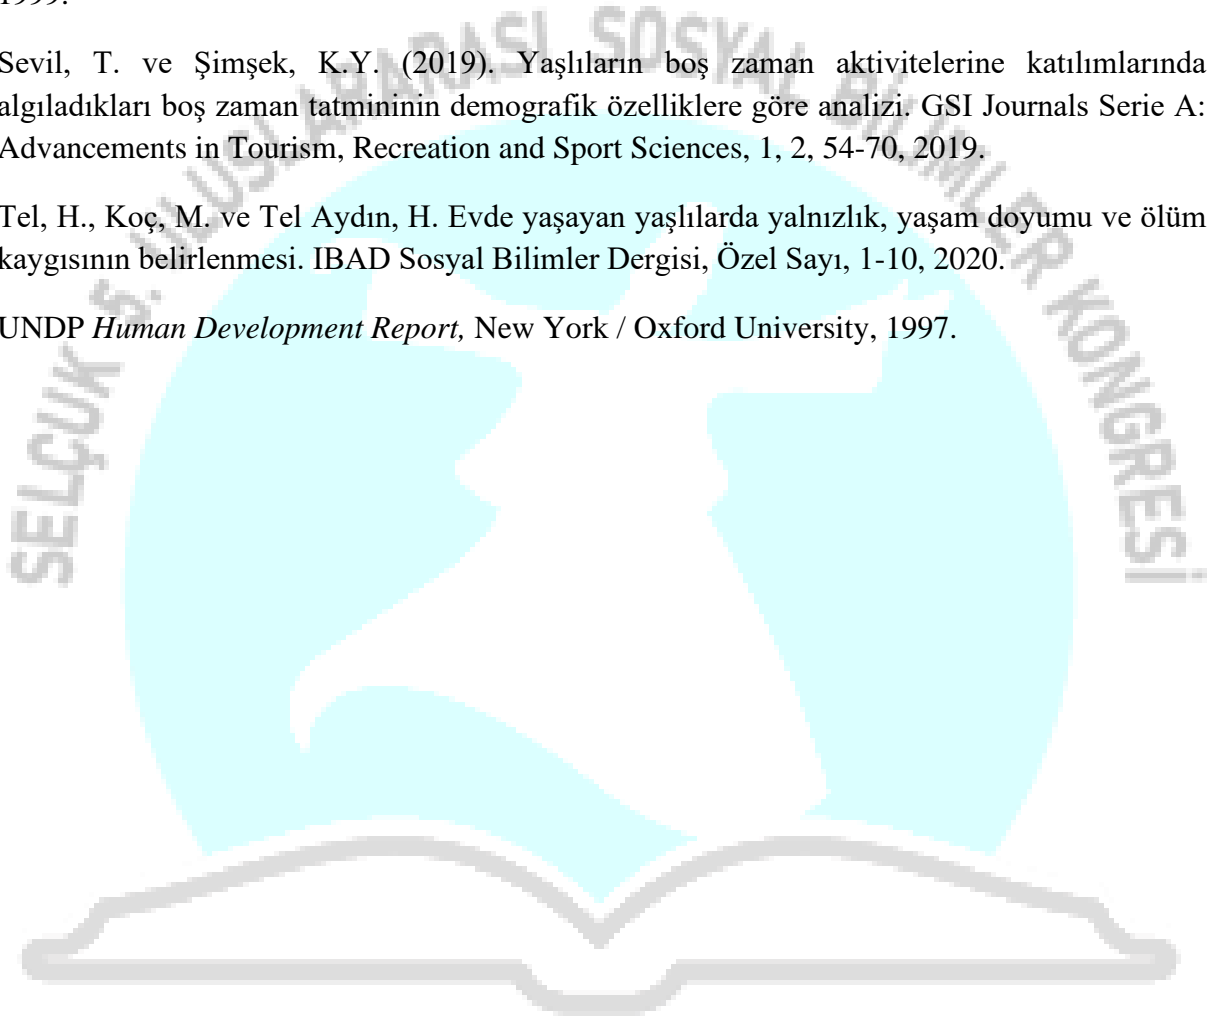 1999.
Sevil, T. ve Şimşek, K.Y. (2019). Yaşlıların boş zaman aktivitelerine katılımlarında
algıladıkları boş zaman tatmininin demografik özelliklere göre analizi. GSI Journals Serie A:
Advancements in Tourism, Recreation and Sport Sciences, 1, 2, 54-70, 2019.
Tel, H., Koç, M. ve Tel Aydın, H. Evde yaşayan yaşlılarda yalnızlık, yaşam doyumu ve ölüm
kaygısının belirlenmesi. IBAD Sosyal Bilimler Dergisi, Özel Sayı, 1-10, 2020.
UNDP Human Development Report, New York / Oxford University, 1997.
SELÇUK 5. ULUSLARARASI SOSYAL BİLİMLER KONGRESİ